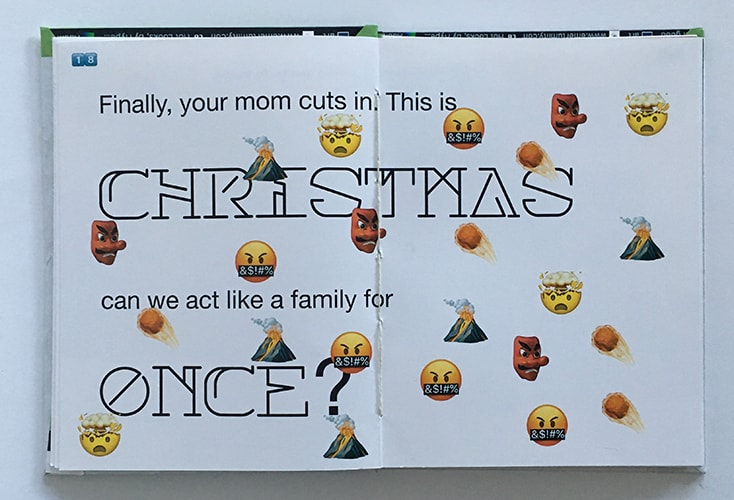 18
Finally, your mom cuts in. This is
CHRISTMAS
can we act like a family for
ONCE?
&$!#%
&$!#%
&$!#%
&$!#%
&$!#%